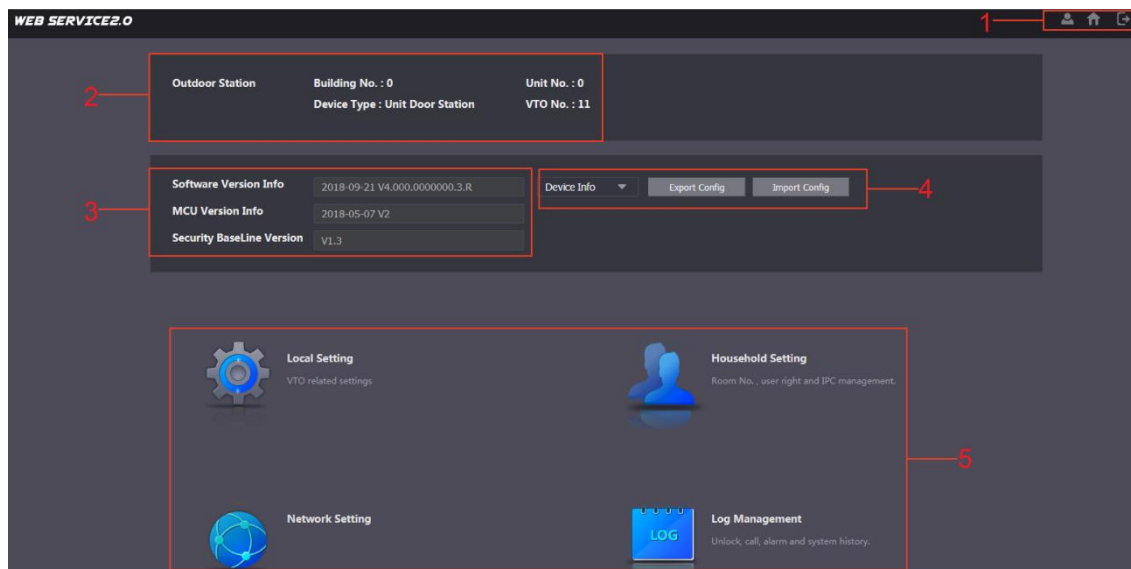 WEB SERVICE2.0
1
2
Outdoor Station Building No. : 0 Unit No. : 0
Device Type : Unit Door Station VTO No. : 11
3
Software Version Info 2018-09-21 V4.000.0000000.3.R Device Info Export Config Import Config
4
MCU Version Info 2018-05-07 V2
Security BaseLine Version V1.3
Local Setting Household Setting
VTO related settings Room No. , user right and IPC management.
5
Network Setting Log Management
LOG Unlock, call, alarm and system history.